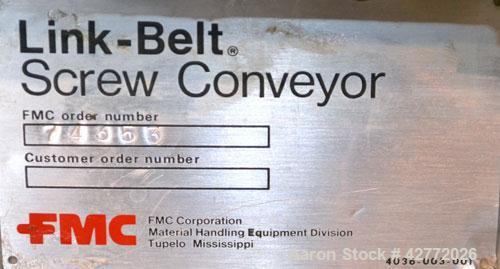 Link-Belt®
Screw Conveyor
FMC order number
Customer order number
FMC
FMC Corporation
Material Handling Equipment Division
Tupelo Mississippi
Aaron Stock # 42772026
4036-003-001